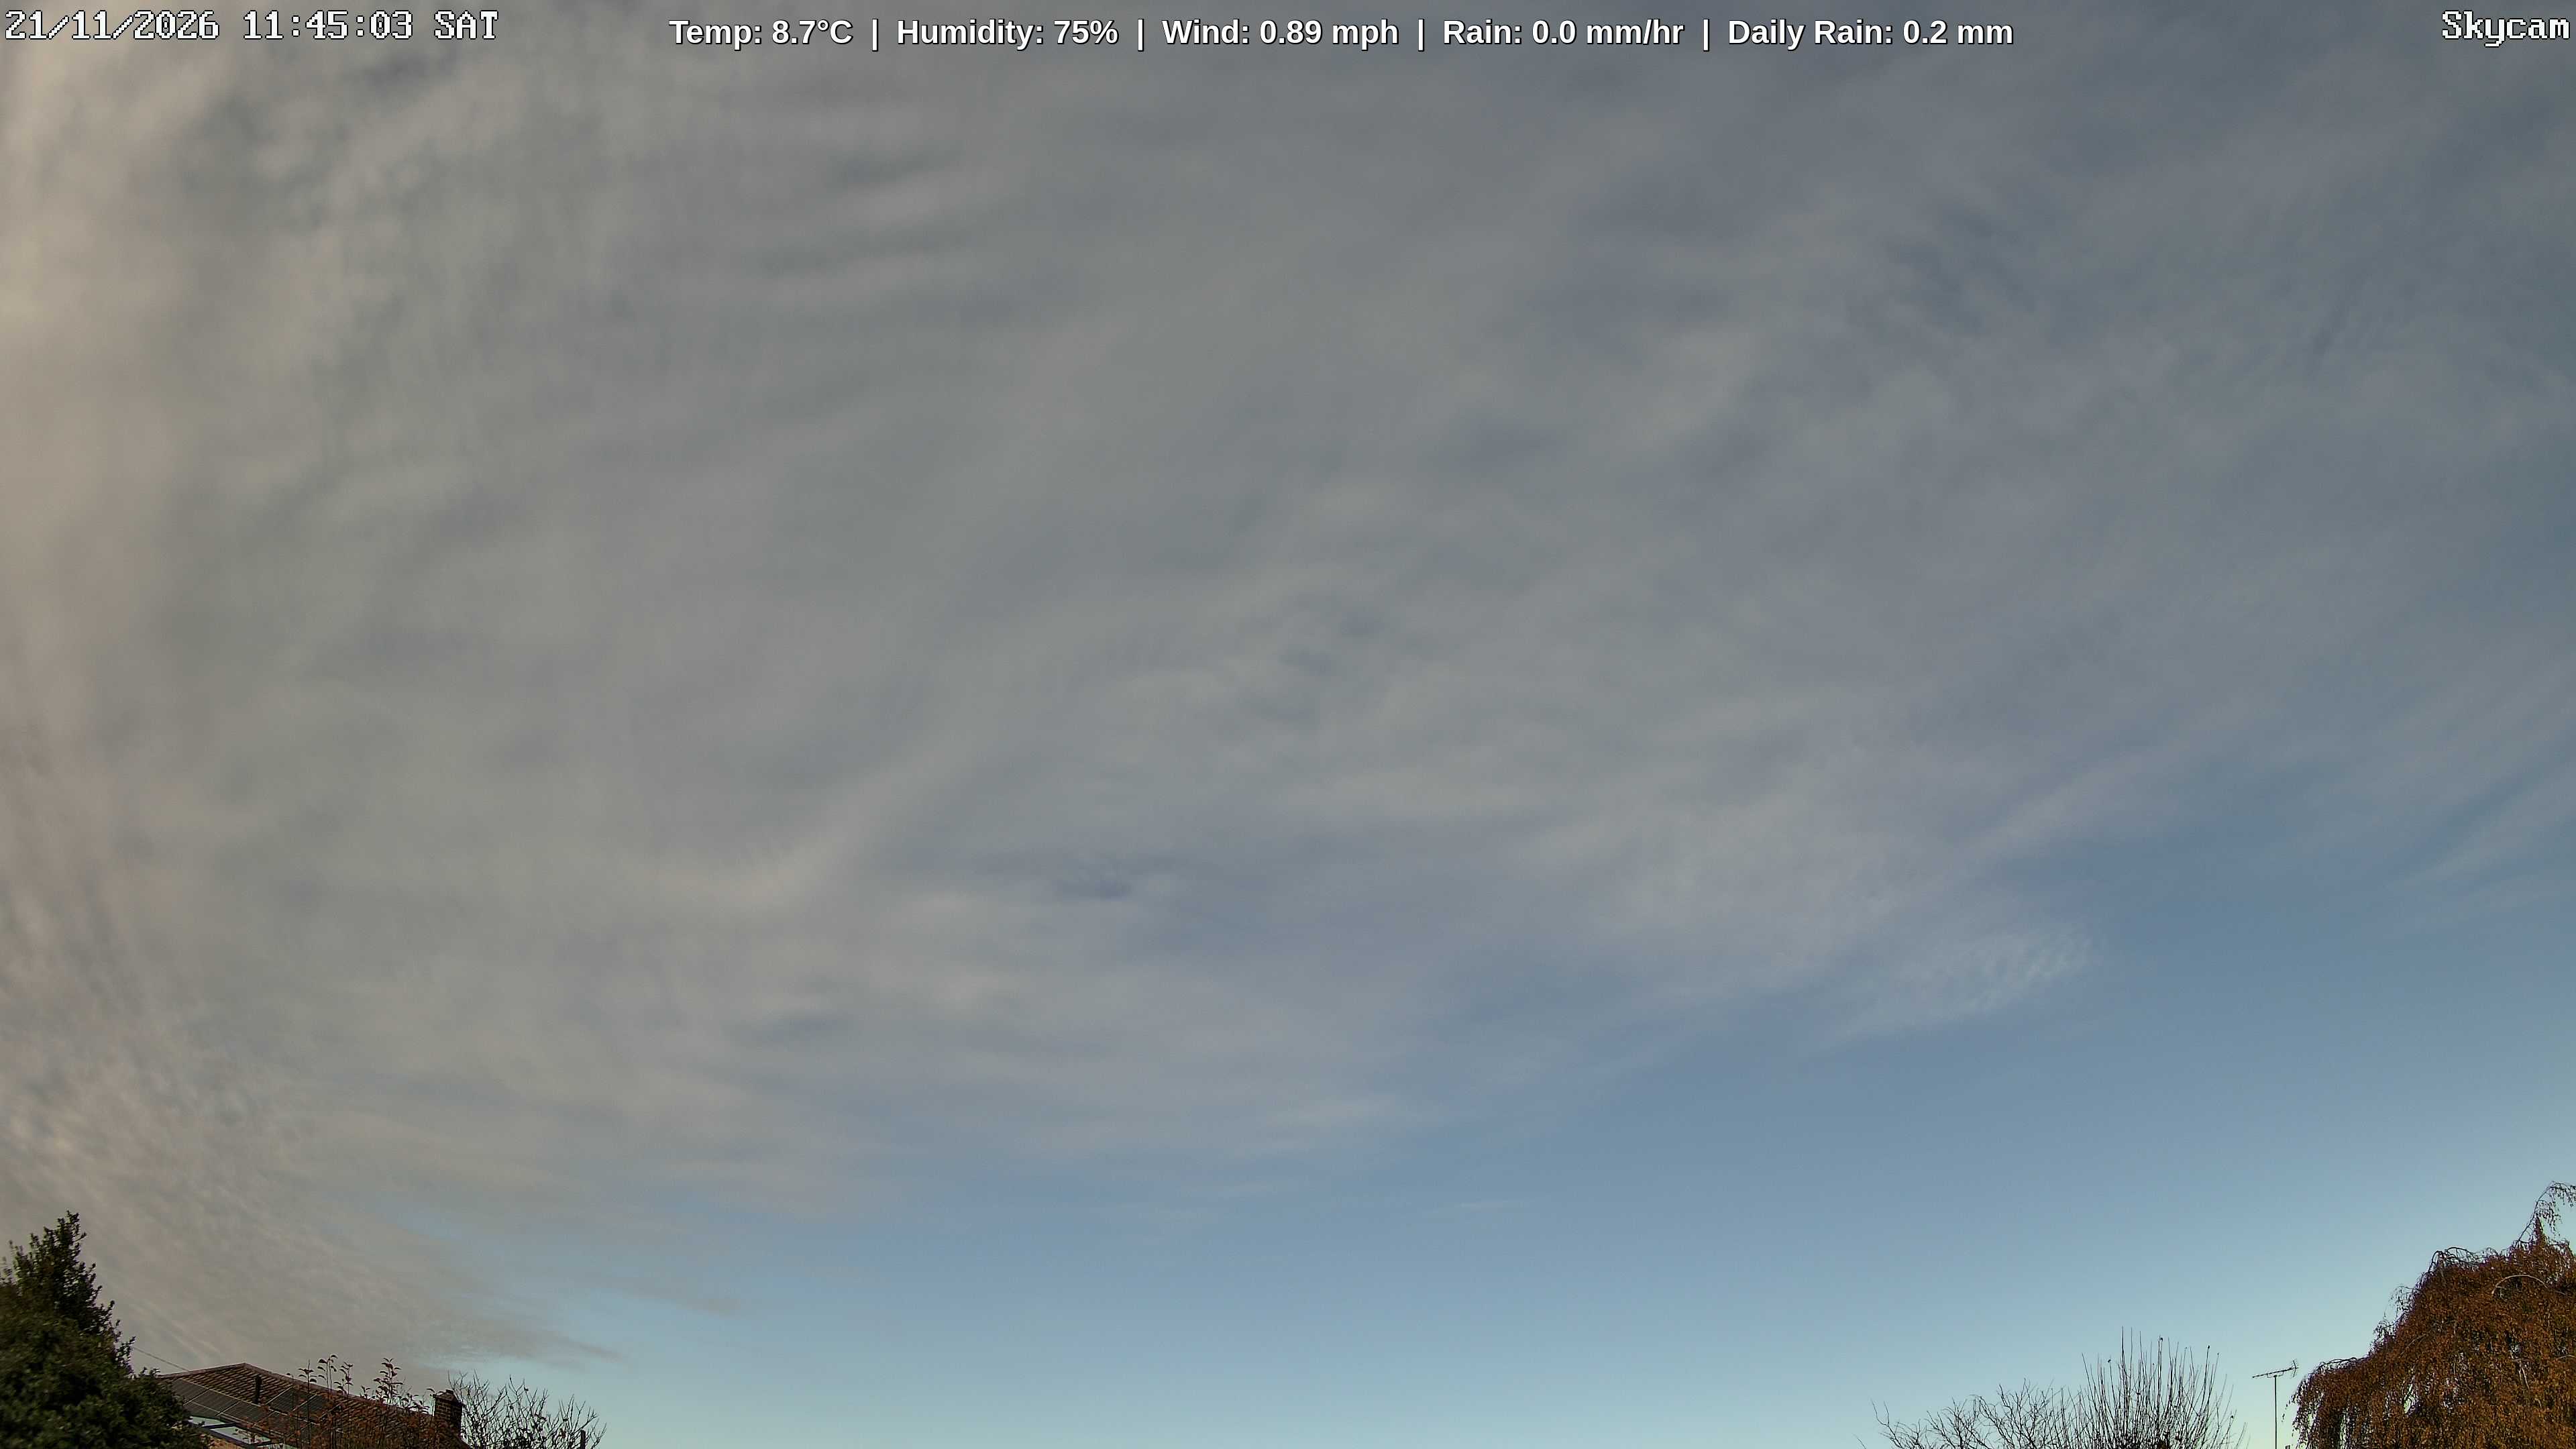 21/11/2026 11:45:03 SAT
Temp: 8.7°C | Humidity: 75% | Wind: 0.89 mph | Rain: 0.0 mm/hr | Daily Rain: 0.2 mm
Skycam